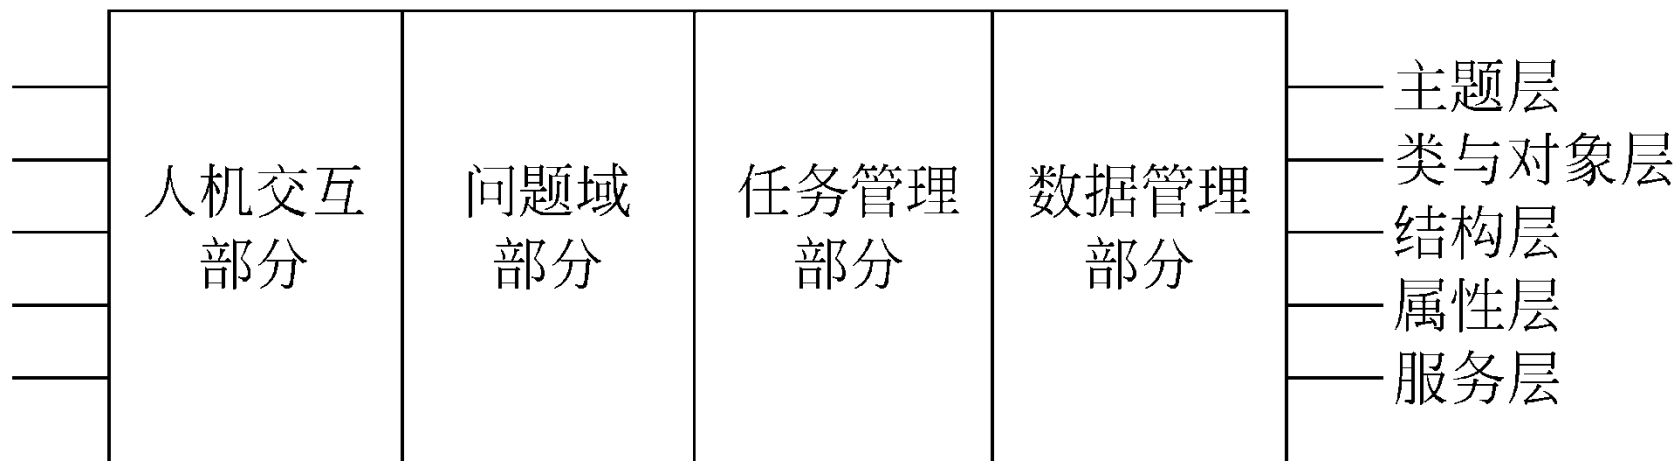 人机交互
部分
问题域
部分
任务管理
部分
数据管理
部分
主题层
类与对象层
结构层
属性层
服务层